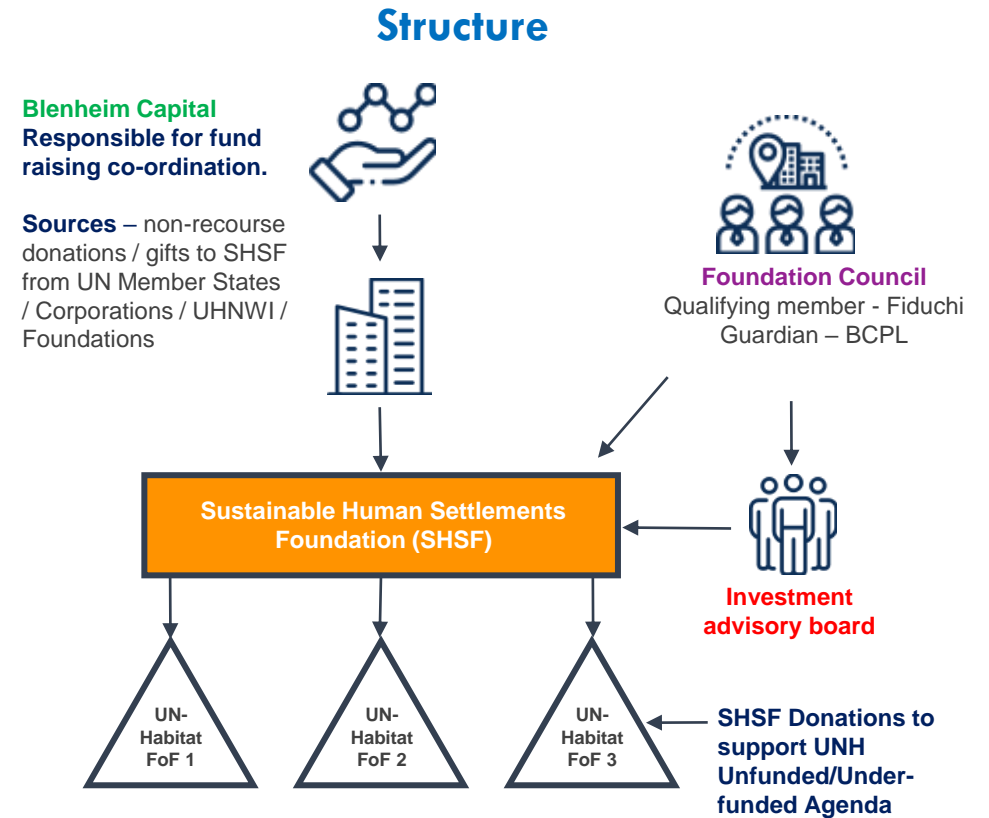 Structure
Blenheim Capital
Responsible for fund
raising co-ordination.
Sources – non-recourse
donations / gifts to SHSF
from UN Member States
/ Corporations / UHNWI /
Foundations
Foundation Council
Qualifying member - Fiduchi
Guardian – BCPL
Sustainable Human Settlements
Foundation (SHSF)
Investment
advisory board
UN-
Habitat
FoF 1
UN-
Habitat
FoF 2
UN-
Habitat
FoF 3
SHSF Donations to
support UNH
Unfunded/Under-
funded Agenda